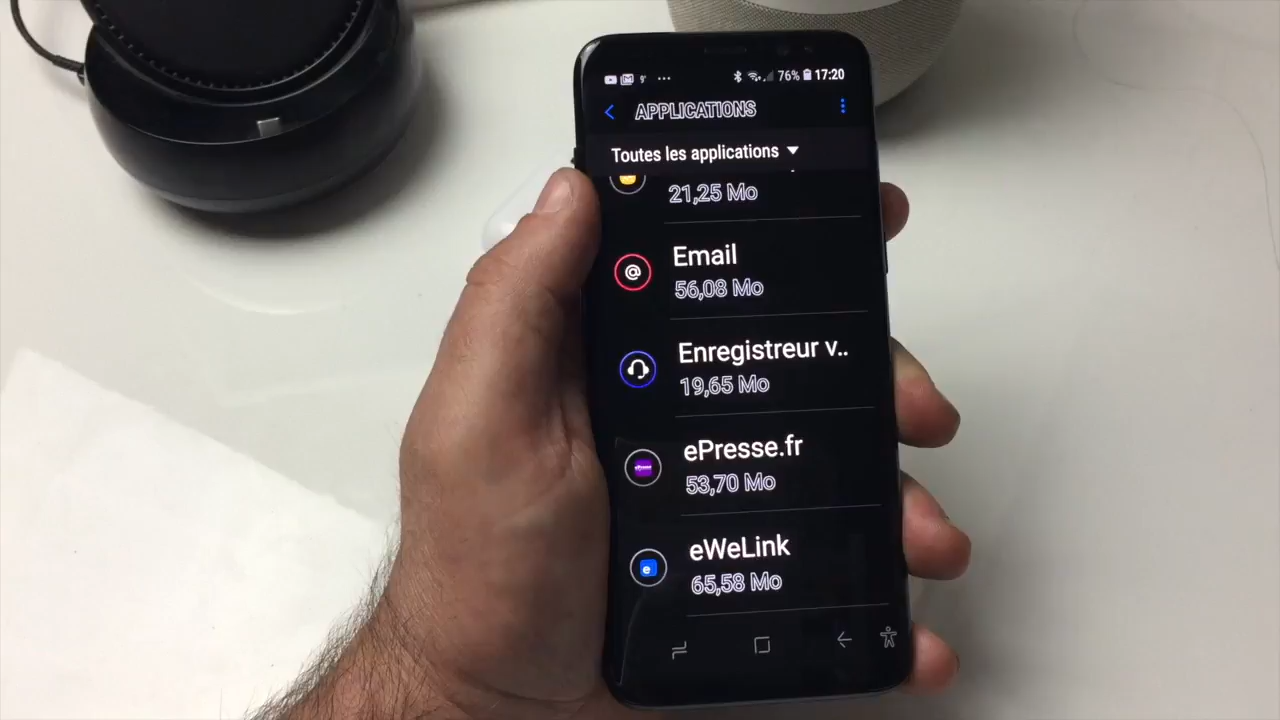 76% 17:20
APPLICATIONS
Toutes les applications
21,25 Mo
Email
56,08 Mo
Enregistreur v..
19,65 Mo
ePresse.fr
53,70 Mo
eWeLink
65,58 Mo